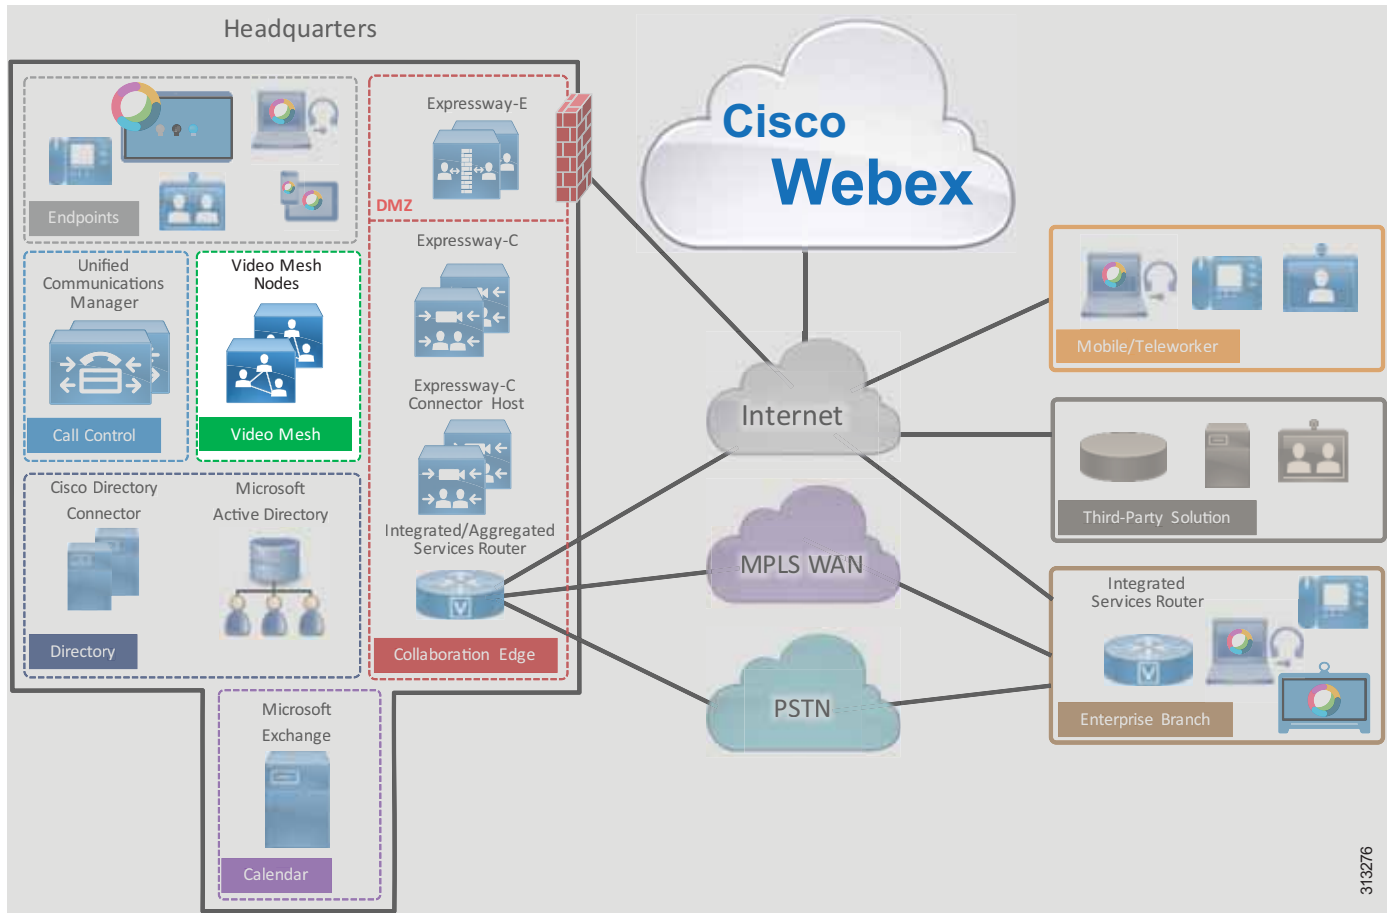 Headquarters
Endpoints
Expressway-E
DMZ
Unified
Communications
Manager
Call Control
Video Mesh
Nodes
Video Mesh
Expressway-C
Expressway-C
Connector Host
Integrated/Aggregated
Services Router
V
Collaboration Edge
Cisco Directory
Connector
Microsoft
Active Directory
Directory
Microsoft
Exchange
Calendar
Cisco
Webex
Internet
MPLS WAN
PSTN
Mobile/Teleworker
Third-Party Solution
Integrated
Services Router
V
Enterprise Branch
313276